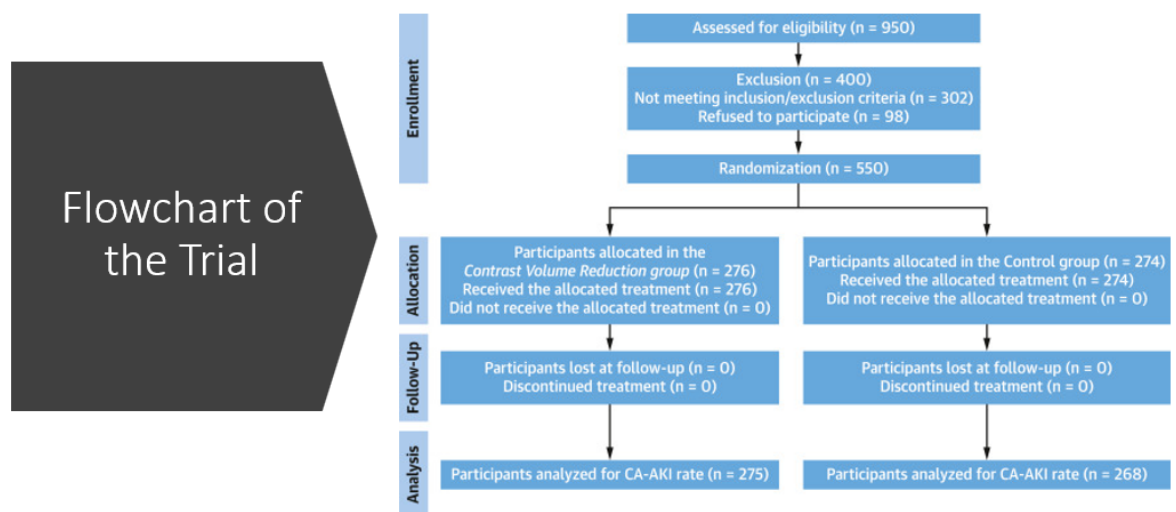 Flowchart of
the Trial
Enrollment
Assessed for eligibility (n = 950)
Exclusion (n = 400)
Not meeting inclusion/exclusion criteria (n = 302)
Refused to participate (n = 98)
Randomization (n = 550)
Allocation
Participants allocated in the
Contrast Volume Reduction group (n = 276)
Received the allocated treatment (n = 276)
Did not receive the allocated treatment (n = 0)
Participants allocated in the Control group (n = 274)
Received the allocated treatment (n = 274)
Did not receive the allocated treatment (n = 0)
Follow-Up
Participants lost at follow-up (n = 0)
Discontinued treatment (n = 0)
Participants lost at follow-up (n = 0)
Discontinued treatment (n = 0)
Analysis
Participants analyzed for CA-AKI rate (n = 275)
Participants analyzed for CA-AKI rate (n = 268)